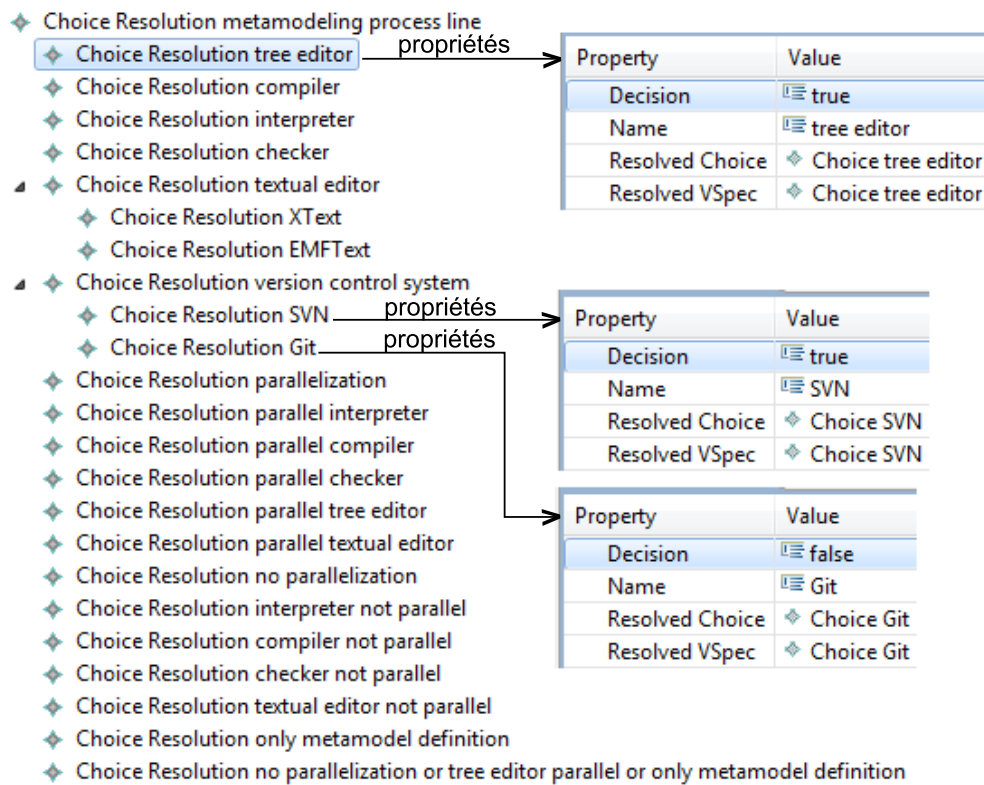 Choice Resolution metamodeling process line
Choice Resolution tree editor
propriétés
Property Value
Decision true
Name tree editor
Resolved Choice Choice tree editor
Resolved VSpec Choice tree editor
Choice Resolution compiler
Choice Resolution interpreter
Choice Resolution checker
Choice Resolution textual editor
Choice Resolution XText
Choice Resolution EMFText
Choice Resolution version control system
Choice Resolution SVN
propriétés
Property Value
Decision true
Name SVN
Resolved Choice Choice SVN
Resolved VSpec Choice SVN
Choice Resolution Git
propriétés
Property Value
Decision false
Name Git
Resolved Choice Choice Git
Resolved VSpec Choice Git
Choice Resolution parallelization
Choice Resolution parallel interpreter
Choice Resolution parallel compiler
Choice Resolution parallel checker
Choice Resolution parallel tree editor
Choice Resolution parallel textual editor
Choice Resolution no parallelization
Choice Resolution interpreter not parallel
Choice Resolution compiler not parallel
Choice Resolution checker not parallel
Choice Resolution textual editor not parallel
Choice Resolution only metamodel definition
Choice Resolution no parallelization or tree editor parallel or only metamodel definition